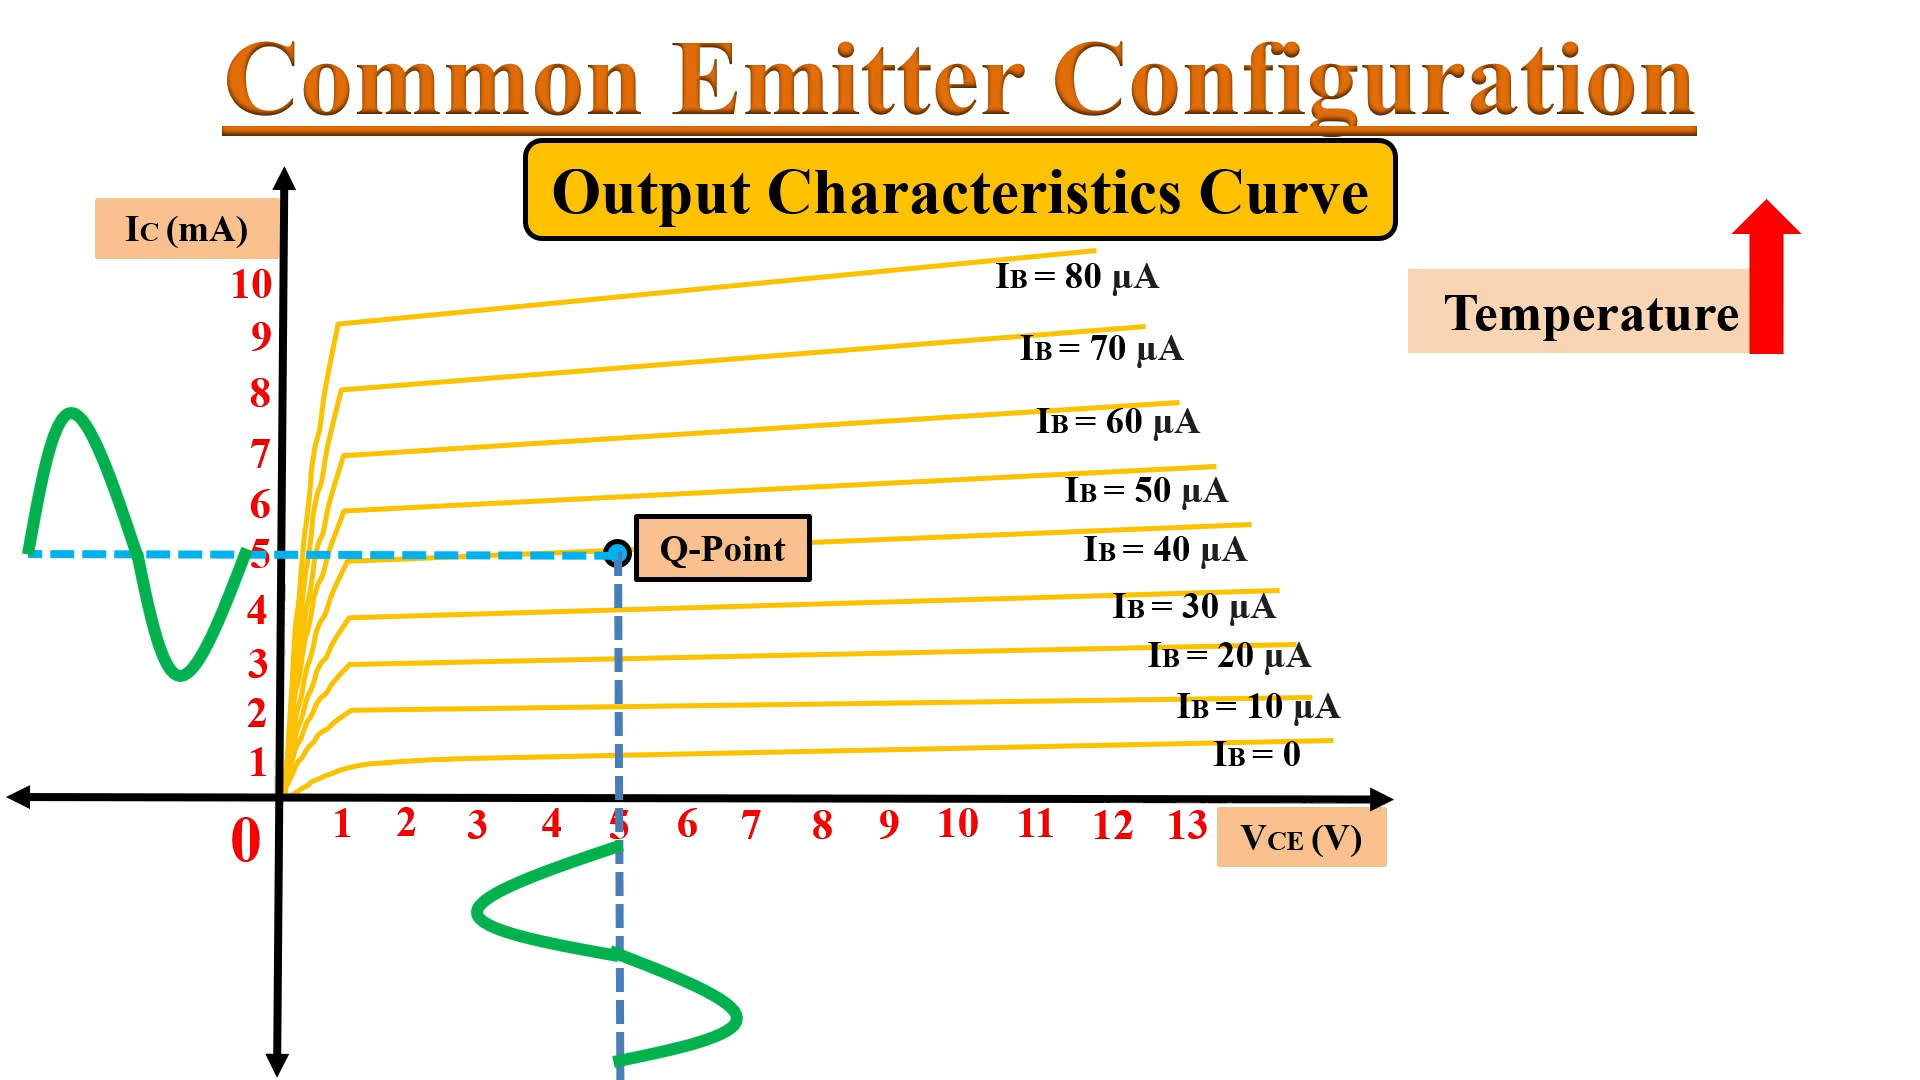 Common Emitter Configuration
Output Characteristics Curve
IC (mA)
10
9
8
7
6
5
4
3
2
1
0
IB = 80 µA
IB = 70 µA
IB = 60 µA
IB = 50 µA
IB = 40 µA
IB = 30 µA
IB = 20 µA
IB = 10 µA
IB = 0
Q-Point
Temperature
1 2 3 4 5 6 7 8 9 10 11 12 13
VCE (V)